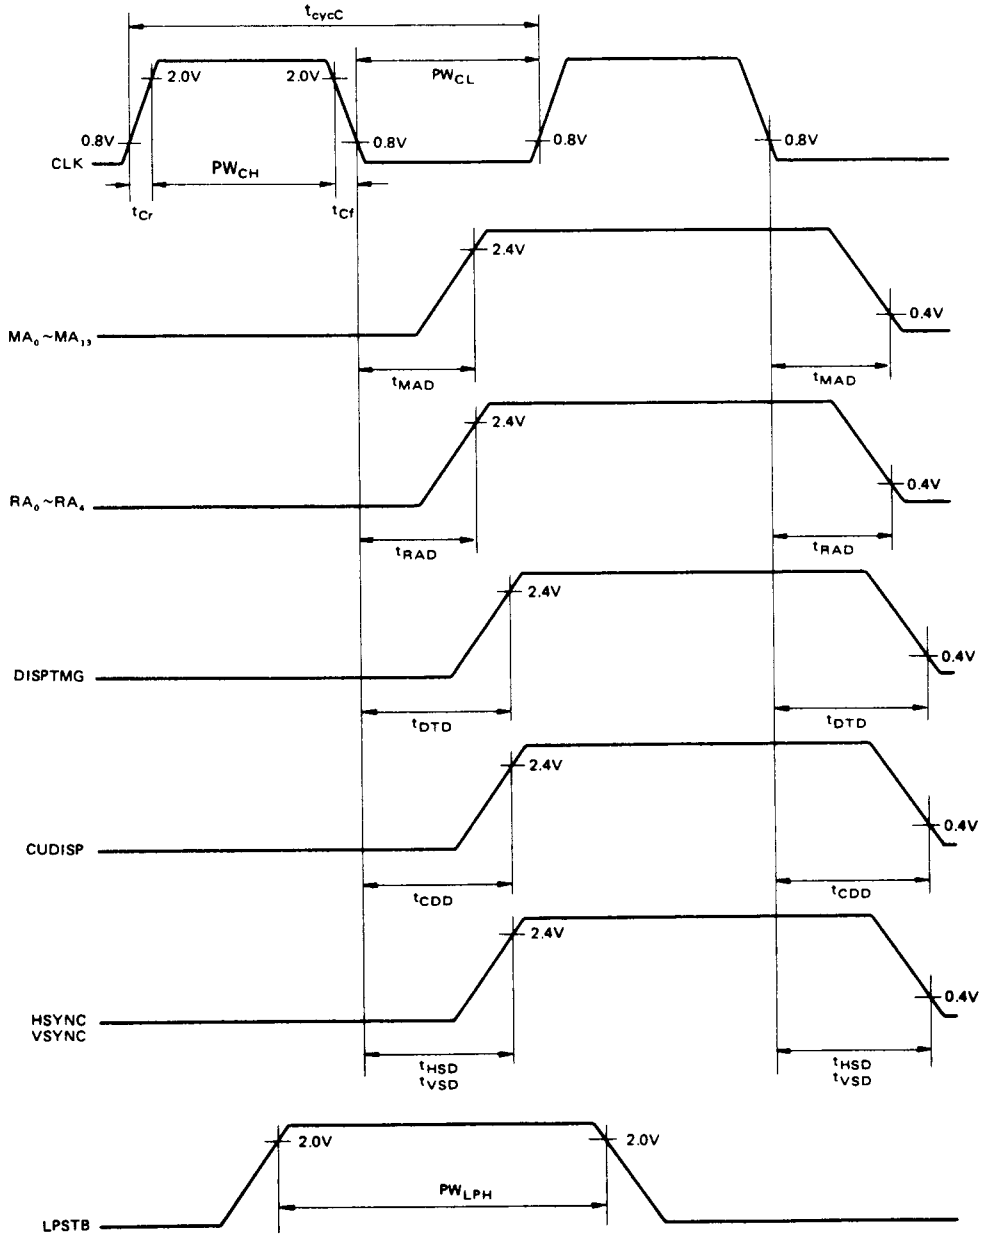 tcycC
2.0V 2.0V PWCL
0.8V 0.8V 0.8V 0.8V
CLK
PWCH
tCr tCf
2.4V
0.4V
MA₀~MA₁₃
tMAD tMAD
2.4V
0.4V
RA₀~RA₄
tRAD tRAD
2.4V
0.4V
DISPTMG
tDTD tDTD
2.4V
0.4V
CUDISP
tCDD tCDD
2.4V
0.4V
HSYNC
VSYNC
tHSD tHSD
tVSD tVSD
2.0V 2.0V
PWLPH
LPSTB